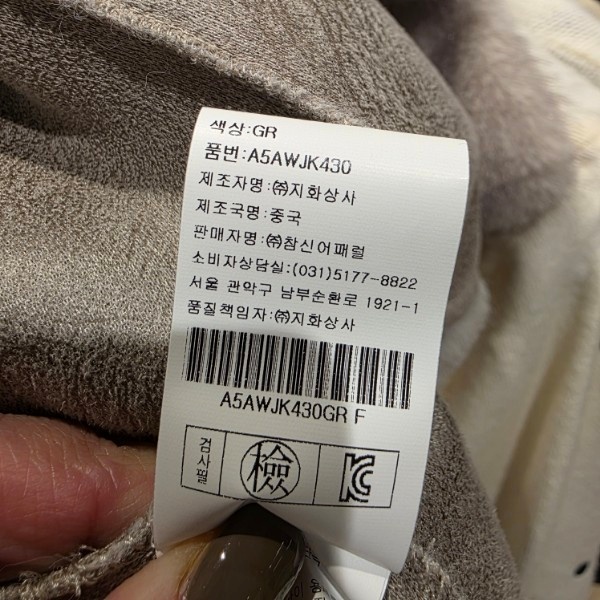 색상:GR
품번:A5AWJK430
제조자명:㈜지화상사
제조국명:중국
판매자명:㈜참신어패럴
소비자상담실:(031)5177-8822
서울 관악구 남부순환로 1921-1
품질책임자:㈜지화상사
A5AWJK430GR F
검사필
檢
KC